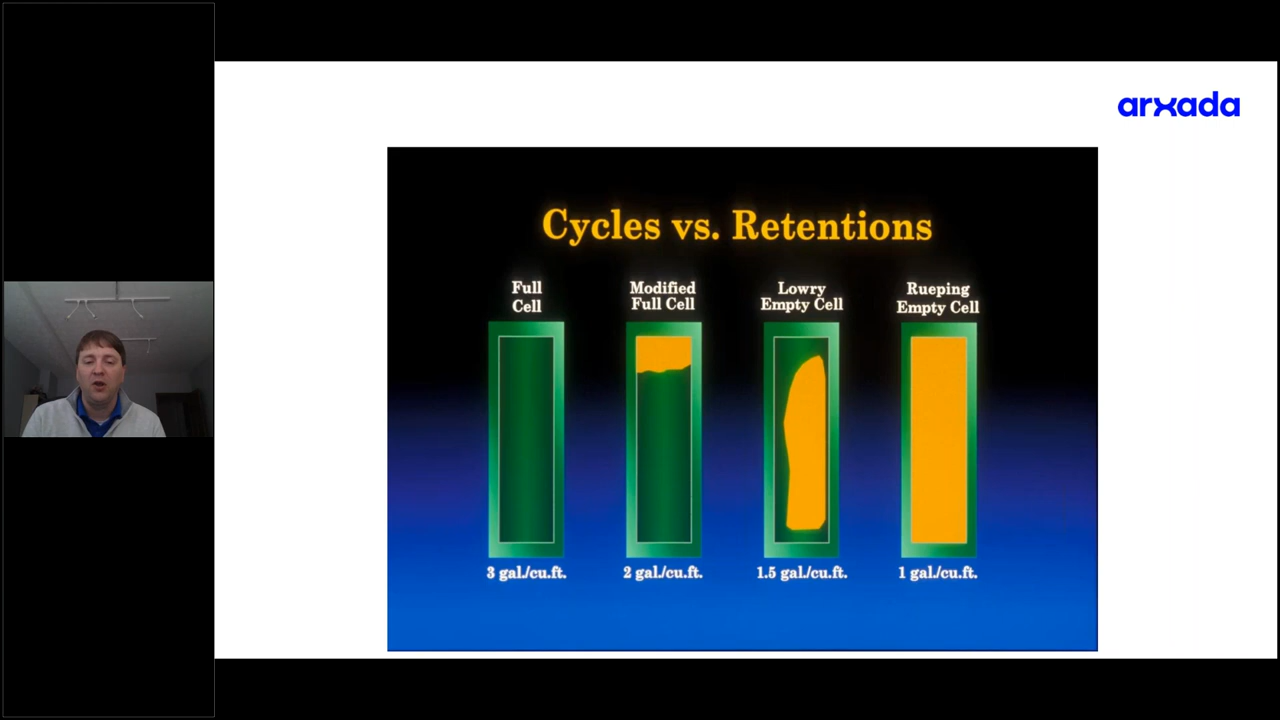 arxada
Cycles vs. Retentions
Full
Cell
Modified
Full Cell
Lowry
Empty Cell
Rueping
Empty Cell
3 gal./cu.ft.
2 gal./cu.ft.
1.5 gal./cu.ft.
1 gal./cu.ft.